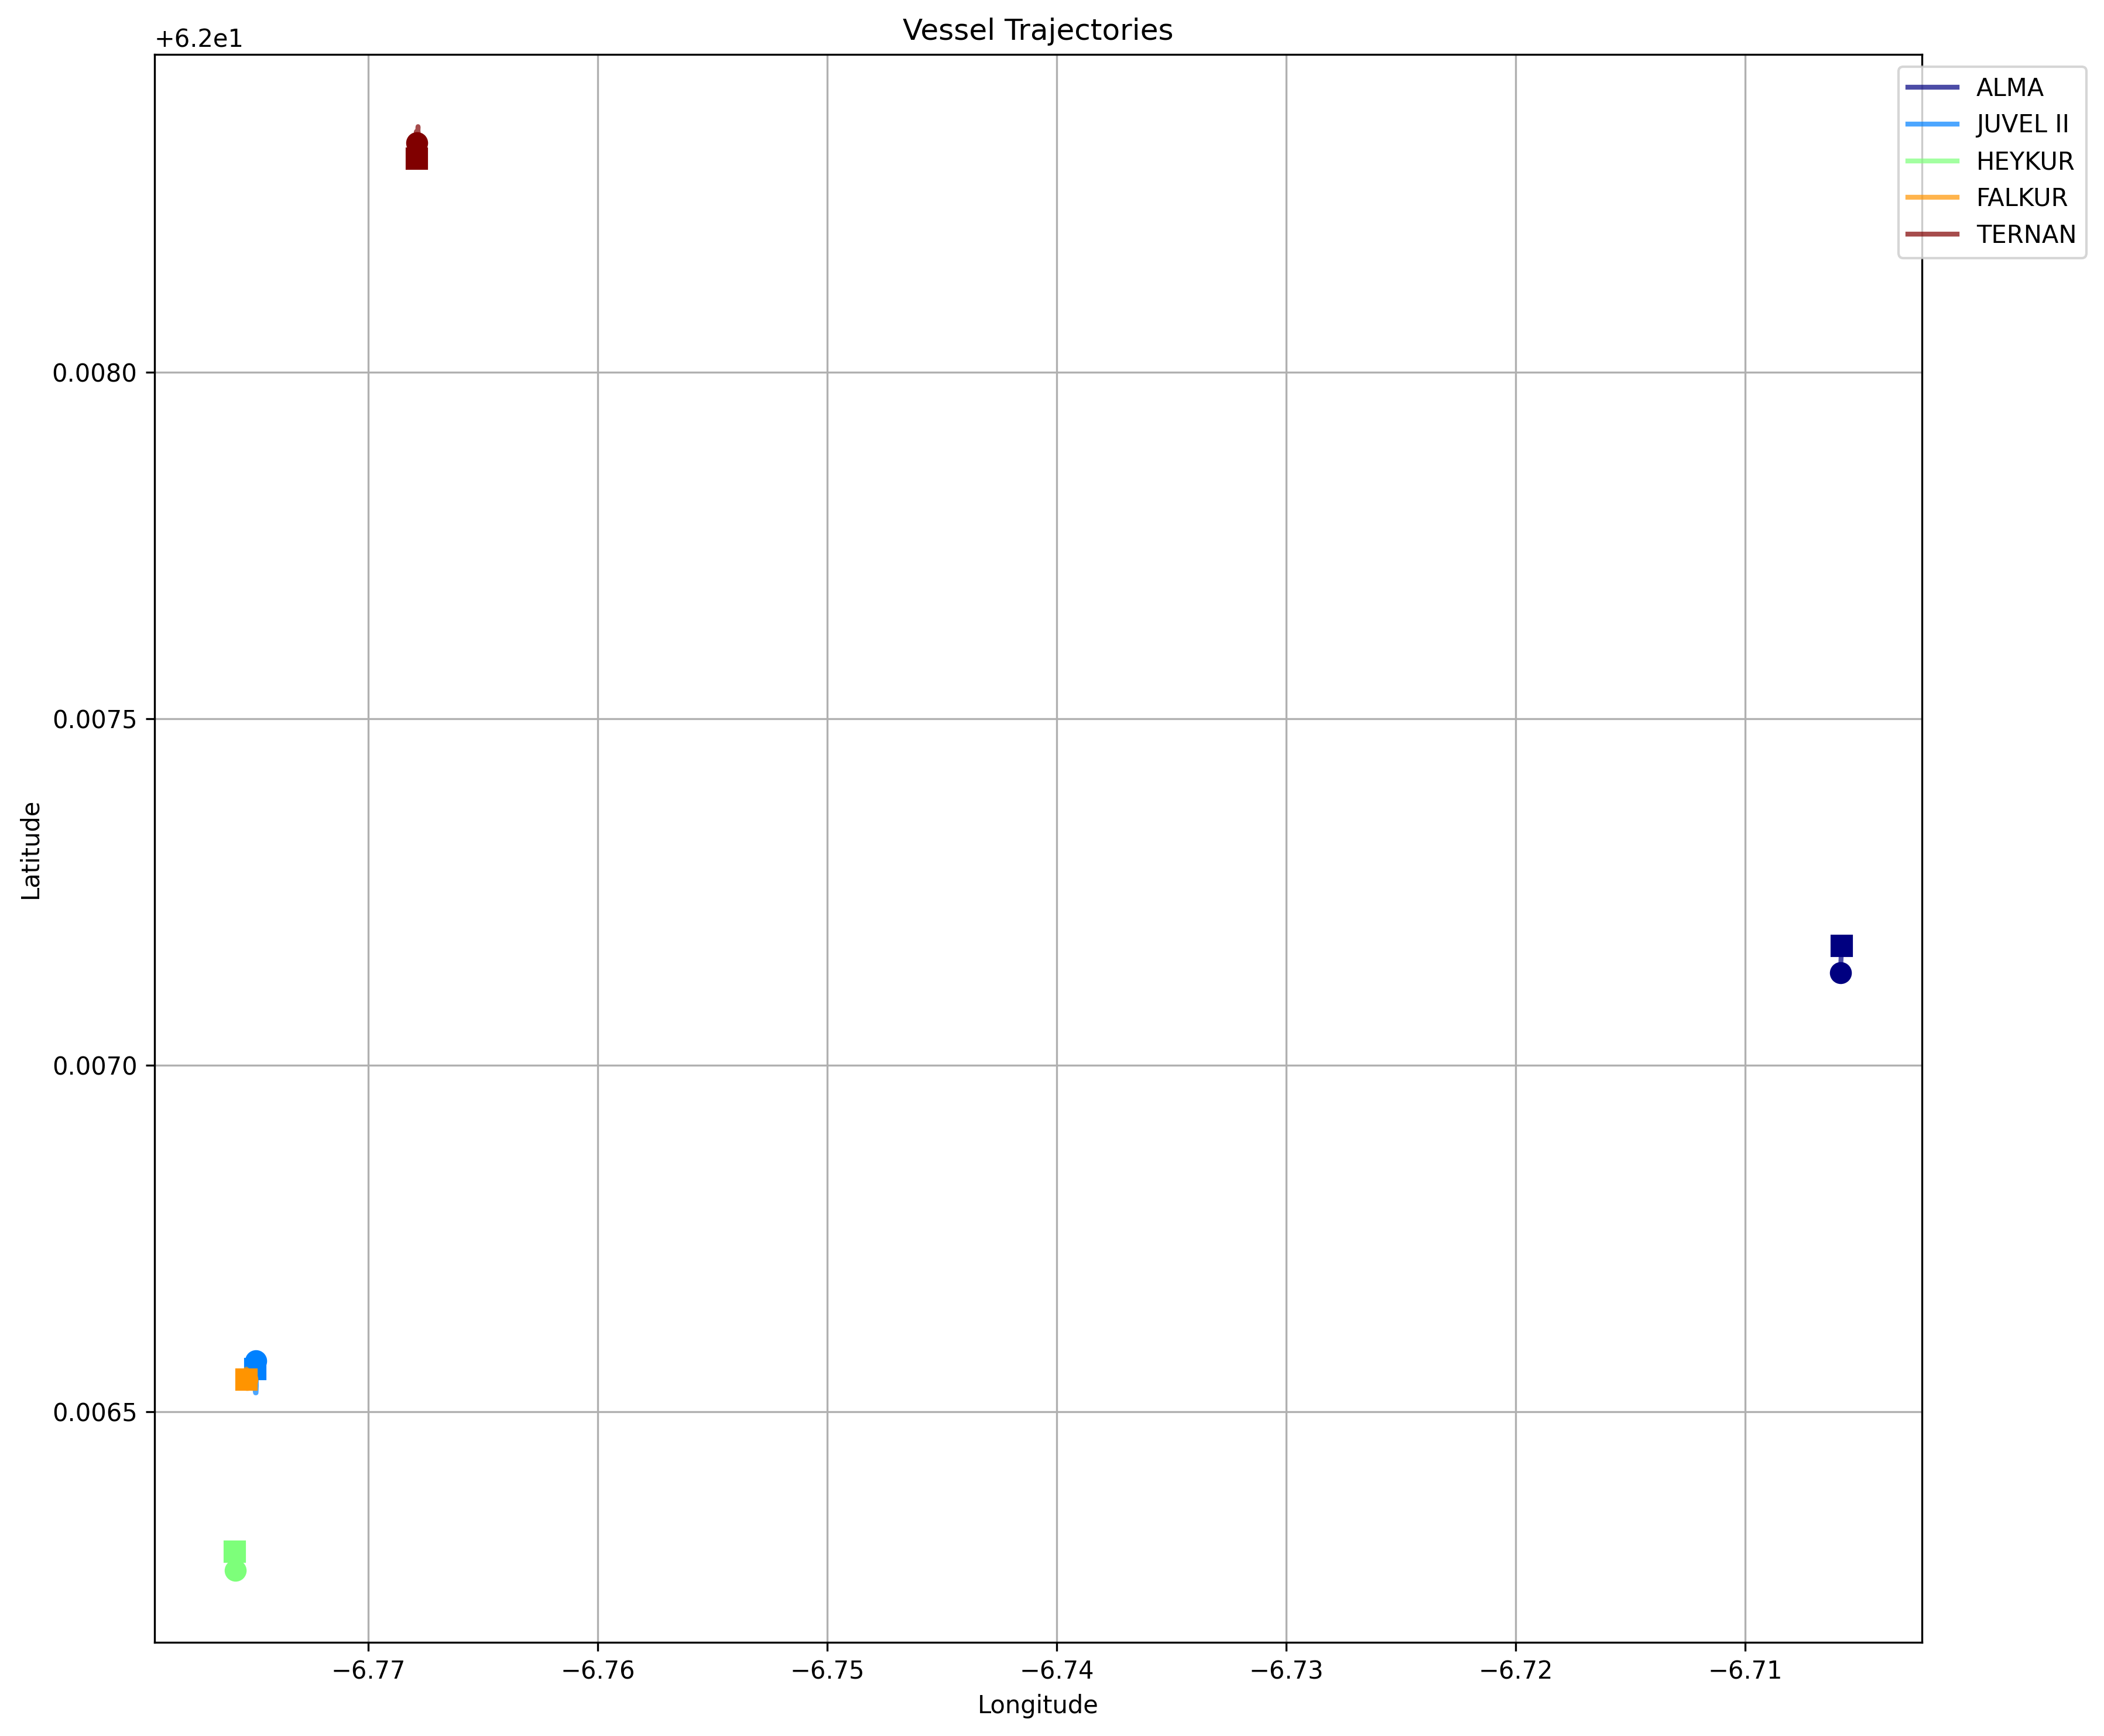 Vessel Trajectories
+6.2e1
ALMA
JUVEL II
HEYKUR
FALKUR
TERNAN
0.0080
0.0075
0.0070
0.0065
Latitude
−6.77
−6.76
−6.75
−6.74
−6.73
−6.72
−6.71
Longitude